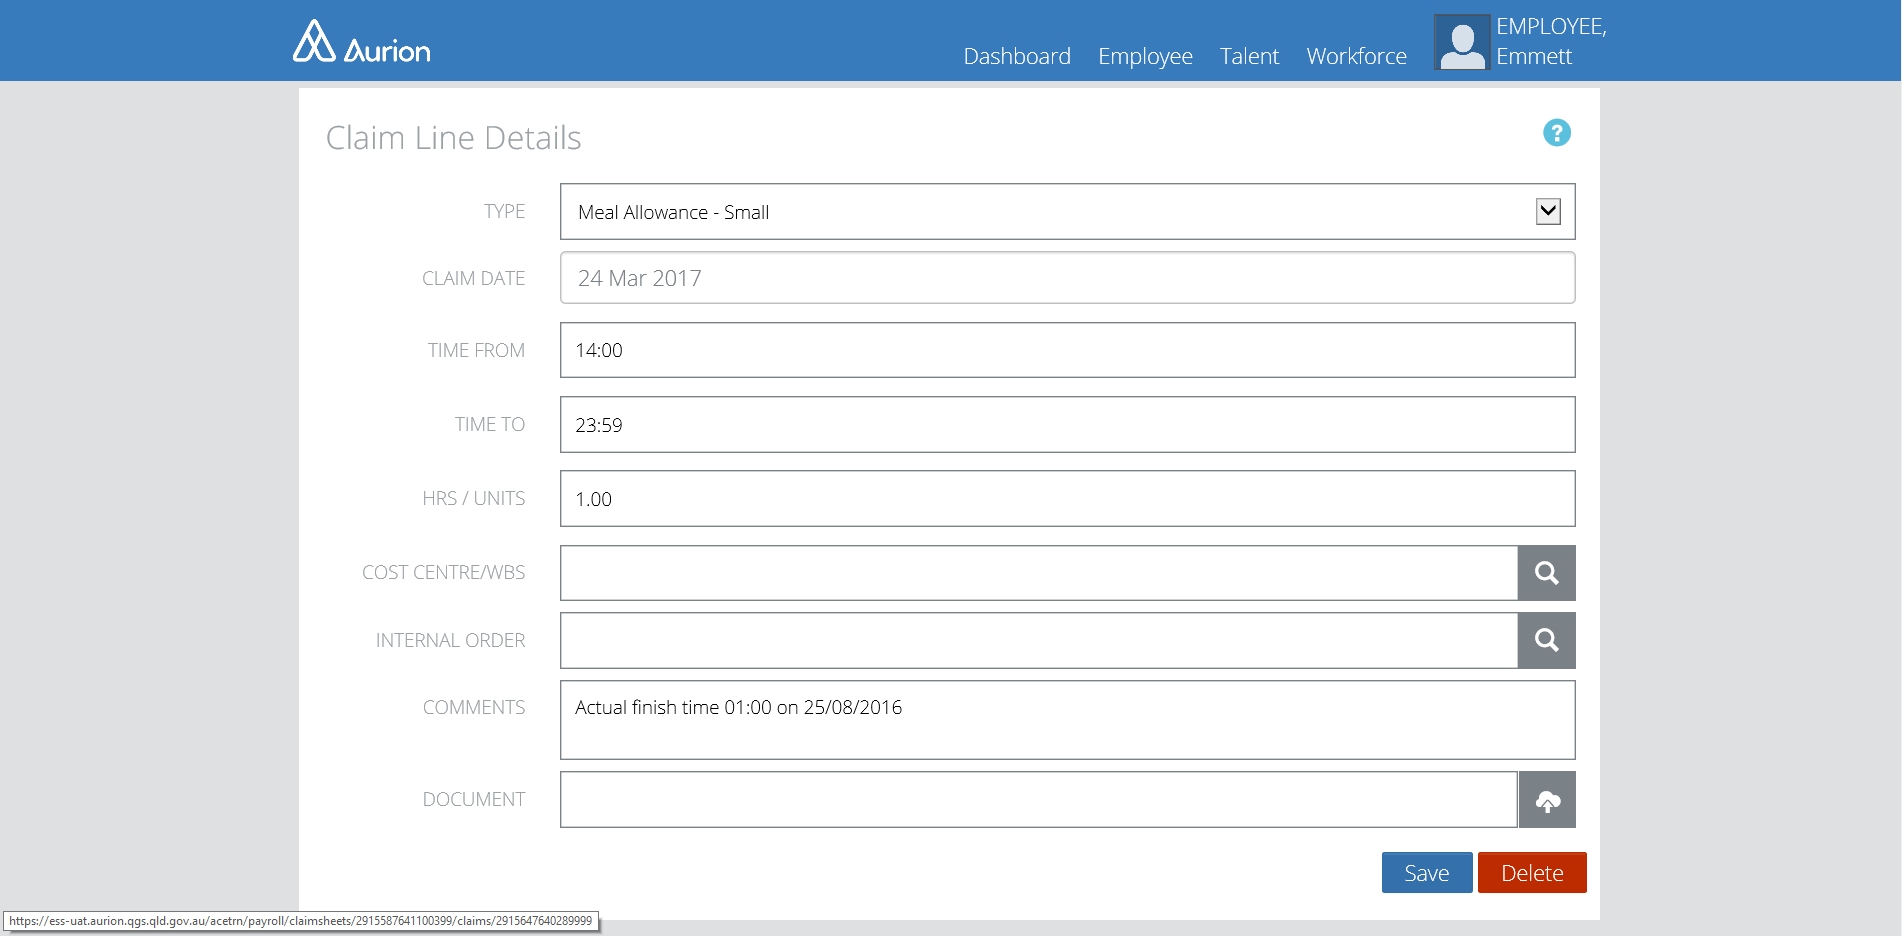 Aurion
Dashboard Employee Talent Workforce
EMPLOYEE,
Emmett
Claim Line Details
?
TYPE Meal Allowance - Small
CLAIM DATE 24 Mar 2017
TIME FROM 14:00
TIME TO 23:59
HRS / UNITS 1.00
COST CENTRE/WBS
INTERNAL ORDER
COMMENTS Actual finish time 01:00 on 25/08/2016
DOCUMENT
Save Delete
https://ess-uat.aurion.qgs.qld.gov.au/acetrn/payroll/claimsheets/2915587641100399/claims/2915647640289999